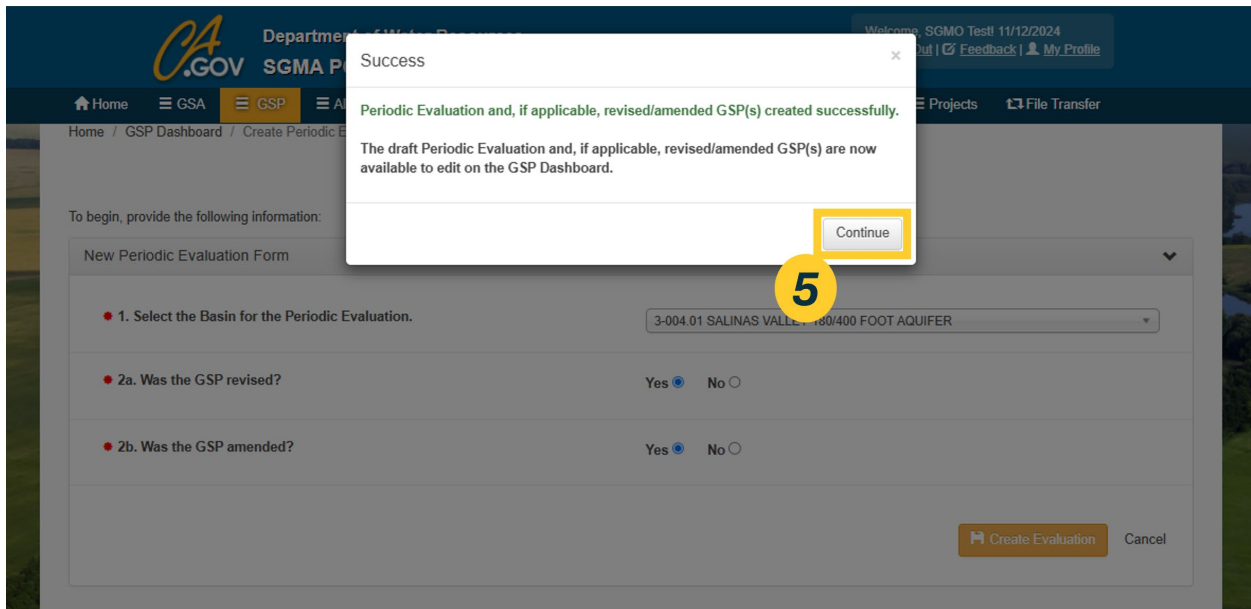 CA
.GOV
Department of Water Resources
SGMA P
Welcome, SGMO Test! 11/12/2024
Out | Feedback | My Profile
Home GSA GSP Al Projects File Transfer
Home / GSP Dashboard / Create Periodic E
Success ×
Periodic Evaluation and, if applicable, revised/amended GSP(s) created successfully.
The draft Periodic Evaluation and, if applicable, revised/amended GSP(s) are now
available to edit on the GSP Dashboard.
Continue
5
To begin, provide the following information:
New Periodic Evaluation Form
1. Select the Basin for the Periodic Evaluation. 3-004.01 SALINAS VALLEY 180/400 FOOT AQUIFER
2a. Was the GSP revised? Yes No
2b. Was the GSP amended? Yes No
Create Evaluation Cancel